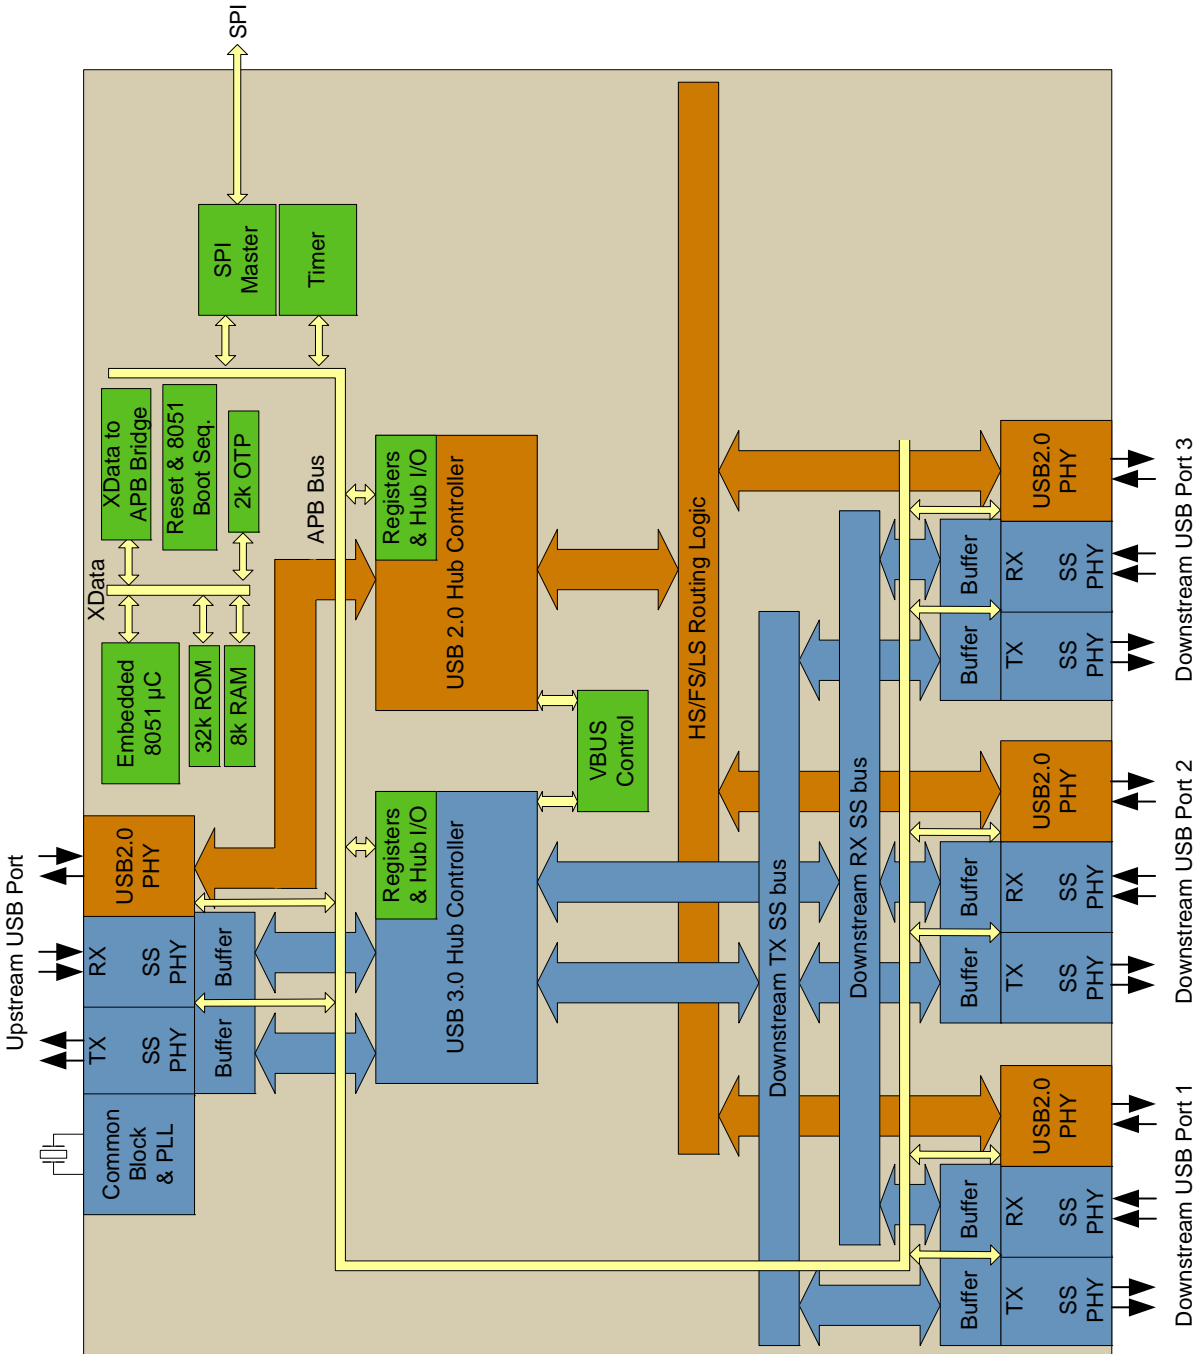 Upstream USB Port
Common
Block
& PLL
TX
SS
PHY
Buffer
RX
SS
PHY
Buffer
USB2.0
PHY
Embedded
8051 µC
32k ROM
8k RAM
XData
XData to
APB Bridge
Reset & 8051
Boot Seq.
2k OTP
SPI
Master
Timer
SPI
APB Bus
Registers
& Hub I/O
USB 3.0 Hub Controller
Registers
& Hub I/O
USB 2.0 Hub Controller
VBUS
Control
HS/FS/LS Routing Logic
Downstream TX SS bus
Downstream RX SS bus
Buffer
TX
SS
PHY
Buffer
RX
SS
PHY
USB2.0
PHY
Downstream USB Port 1
Buffer
TX
SS
PHY
Buffer
RX
SS
PHY
USB2.0
PHY
Downstream USB Port 2
Buffer
TX
SS
PHY
Buffer
RX
SS
PHY
USB2.0
PHY
Downstream USB Port 3